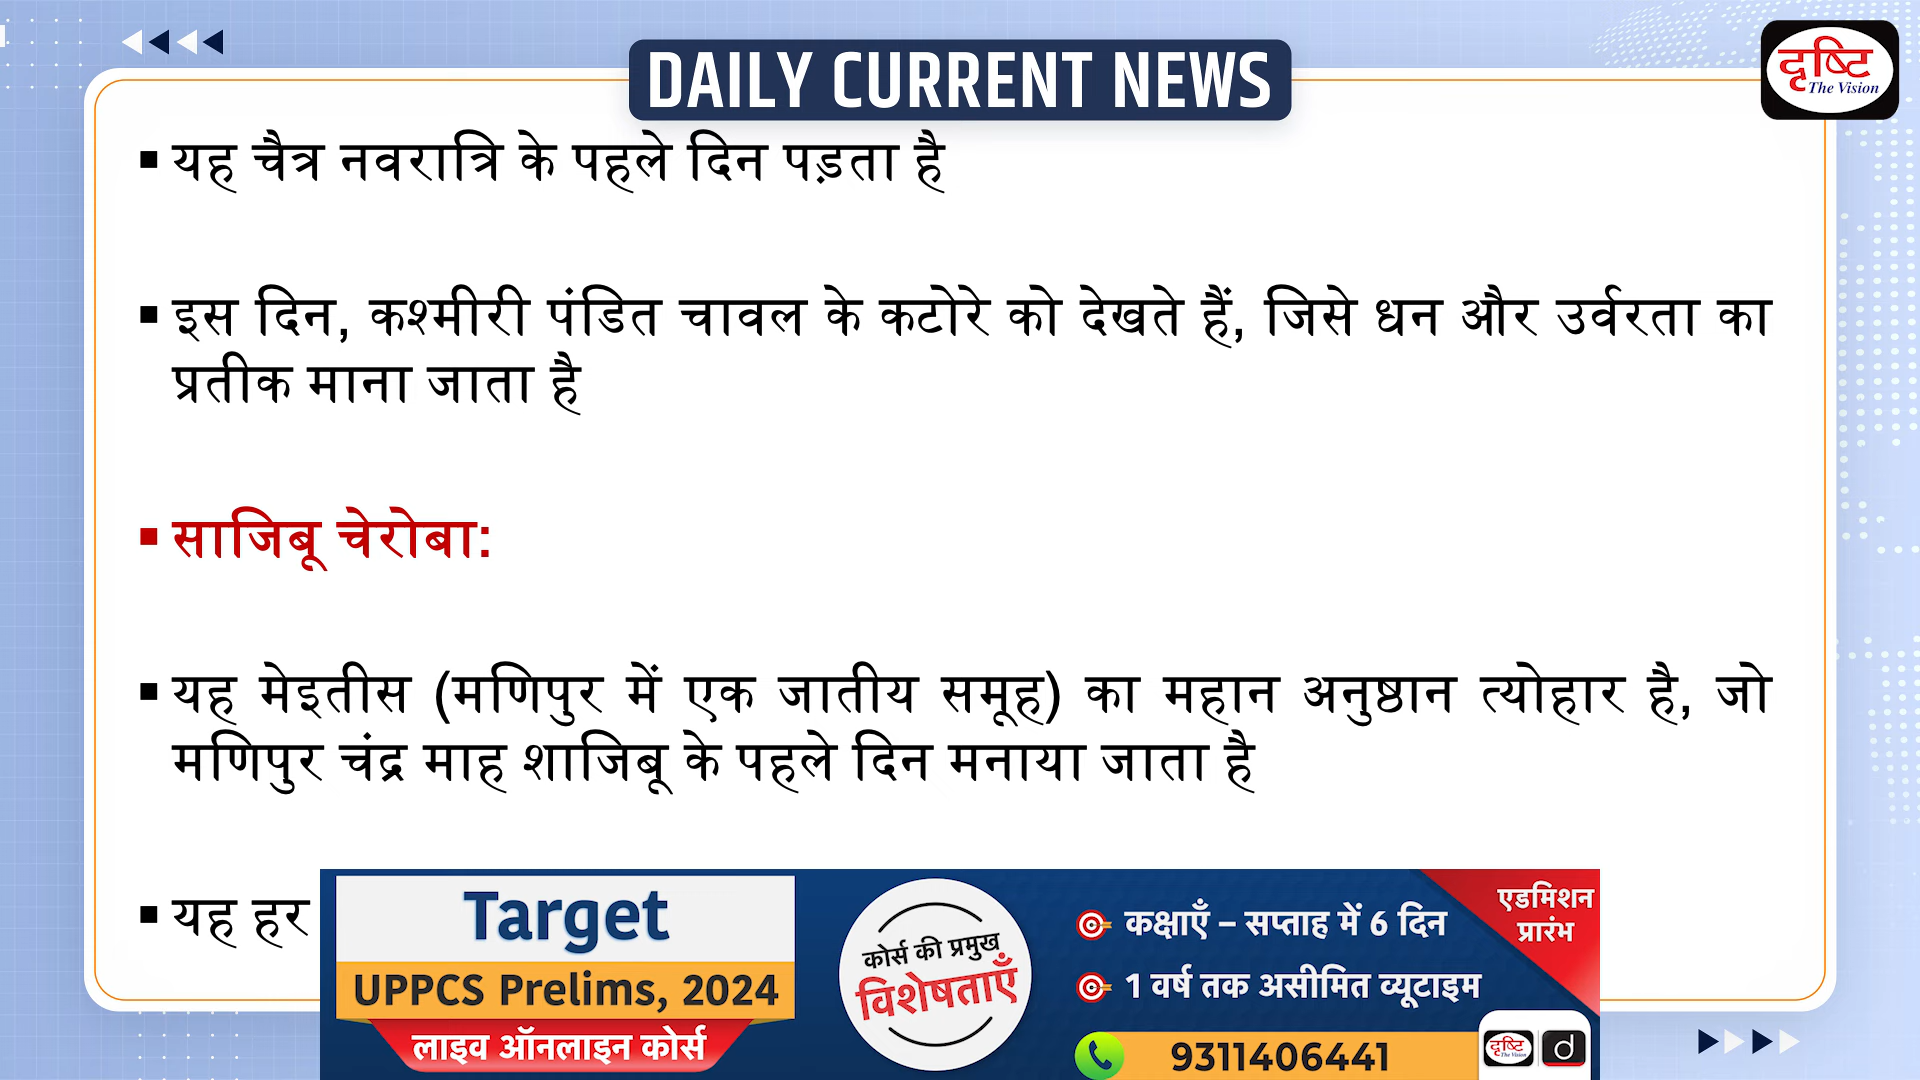 DAILY CURRENT NEWS
दृष्टि
The Vision
▪ यह चैत्र नवरात्रि के पहले दिन पड़ता है
▪ इस दिन, कश्मीरी पंडित चावल के कटोरे को देखते हैं, जिसे धन और उर्वरता का
प्रतीक माना जाता है
▪ साजिबू चेरोबा:
▪ यह मेइतीस (मणिपुर में एक जातीय समूह) का महान अनुष्ठान त्योहार है, जो
मणिपुर चंद्र माह शाजिबू के पहले दिन मनाया जाता है
▪ यह हर
Target
UPPCS Prelims, 2024
लाइव ऑनलाइन कोर्स
कोर्स की प्रमुख
विशेषताएँ
कक्षाएँ – सप्ताह में 6 दिन
1 वर्ष तक असीमित व्यूटाइम
9311406441
एडमिशन
प्रारंभ
दृष्टि
The Vision
d